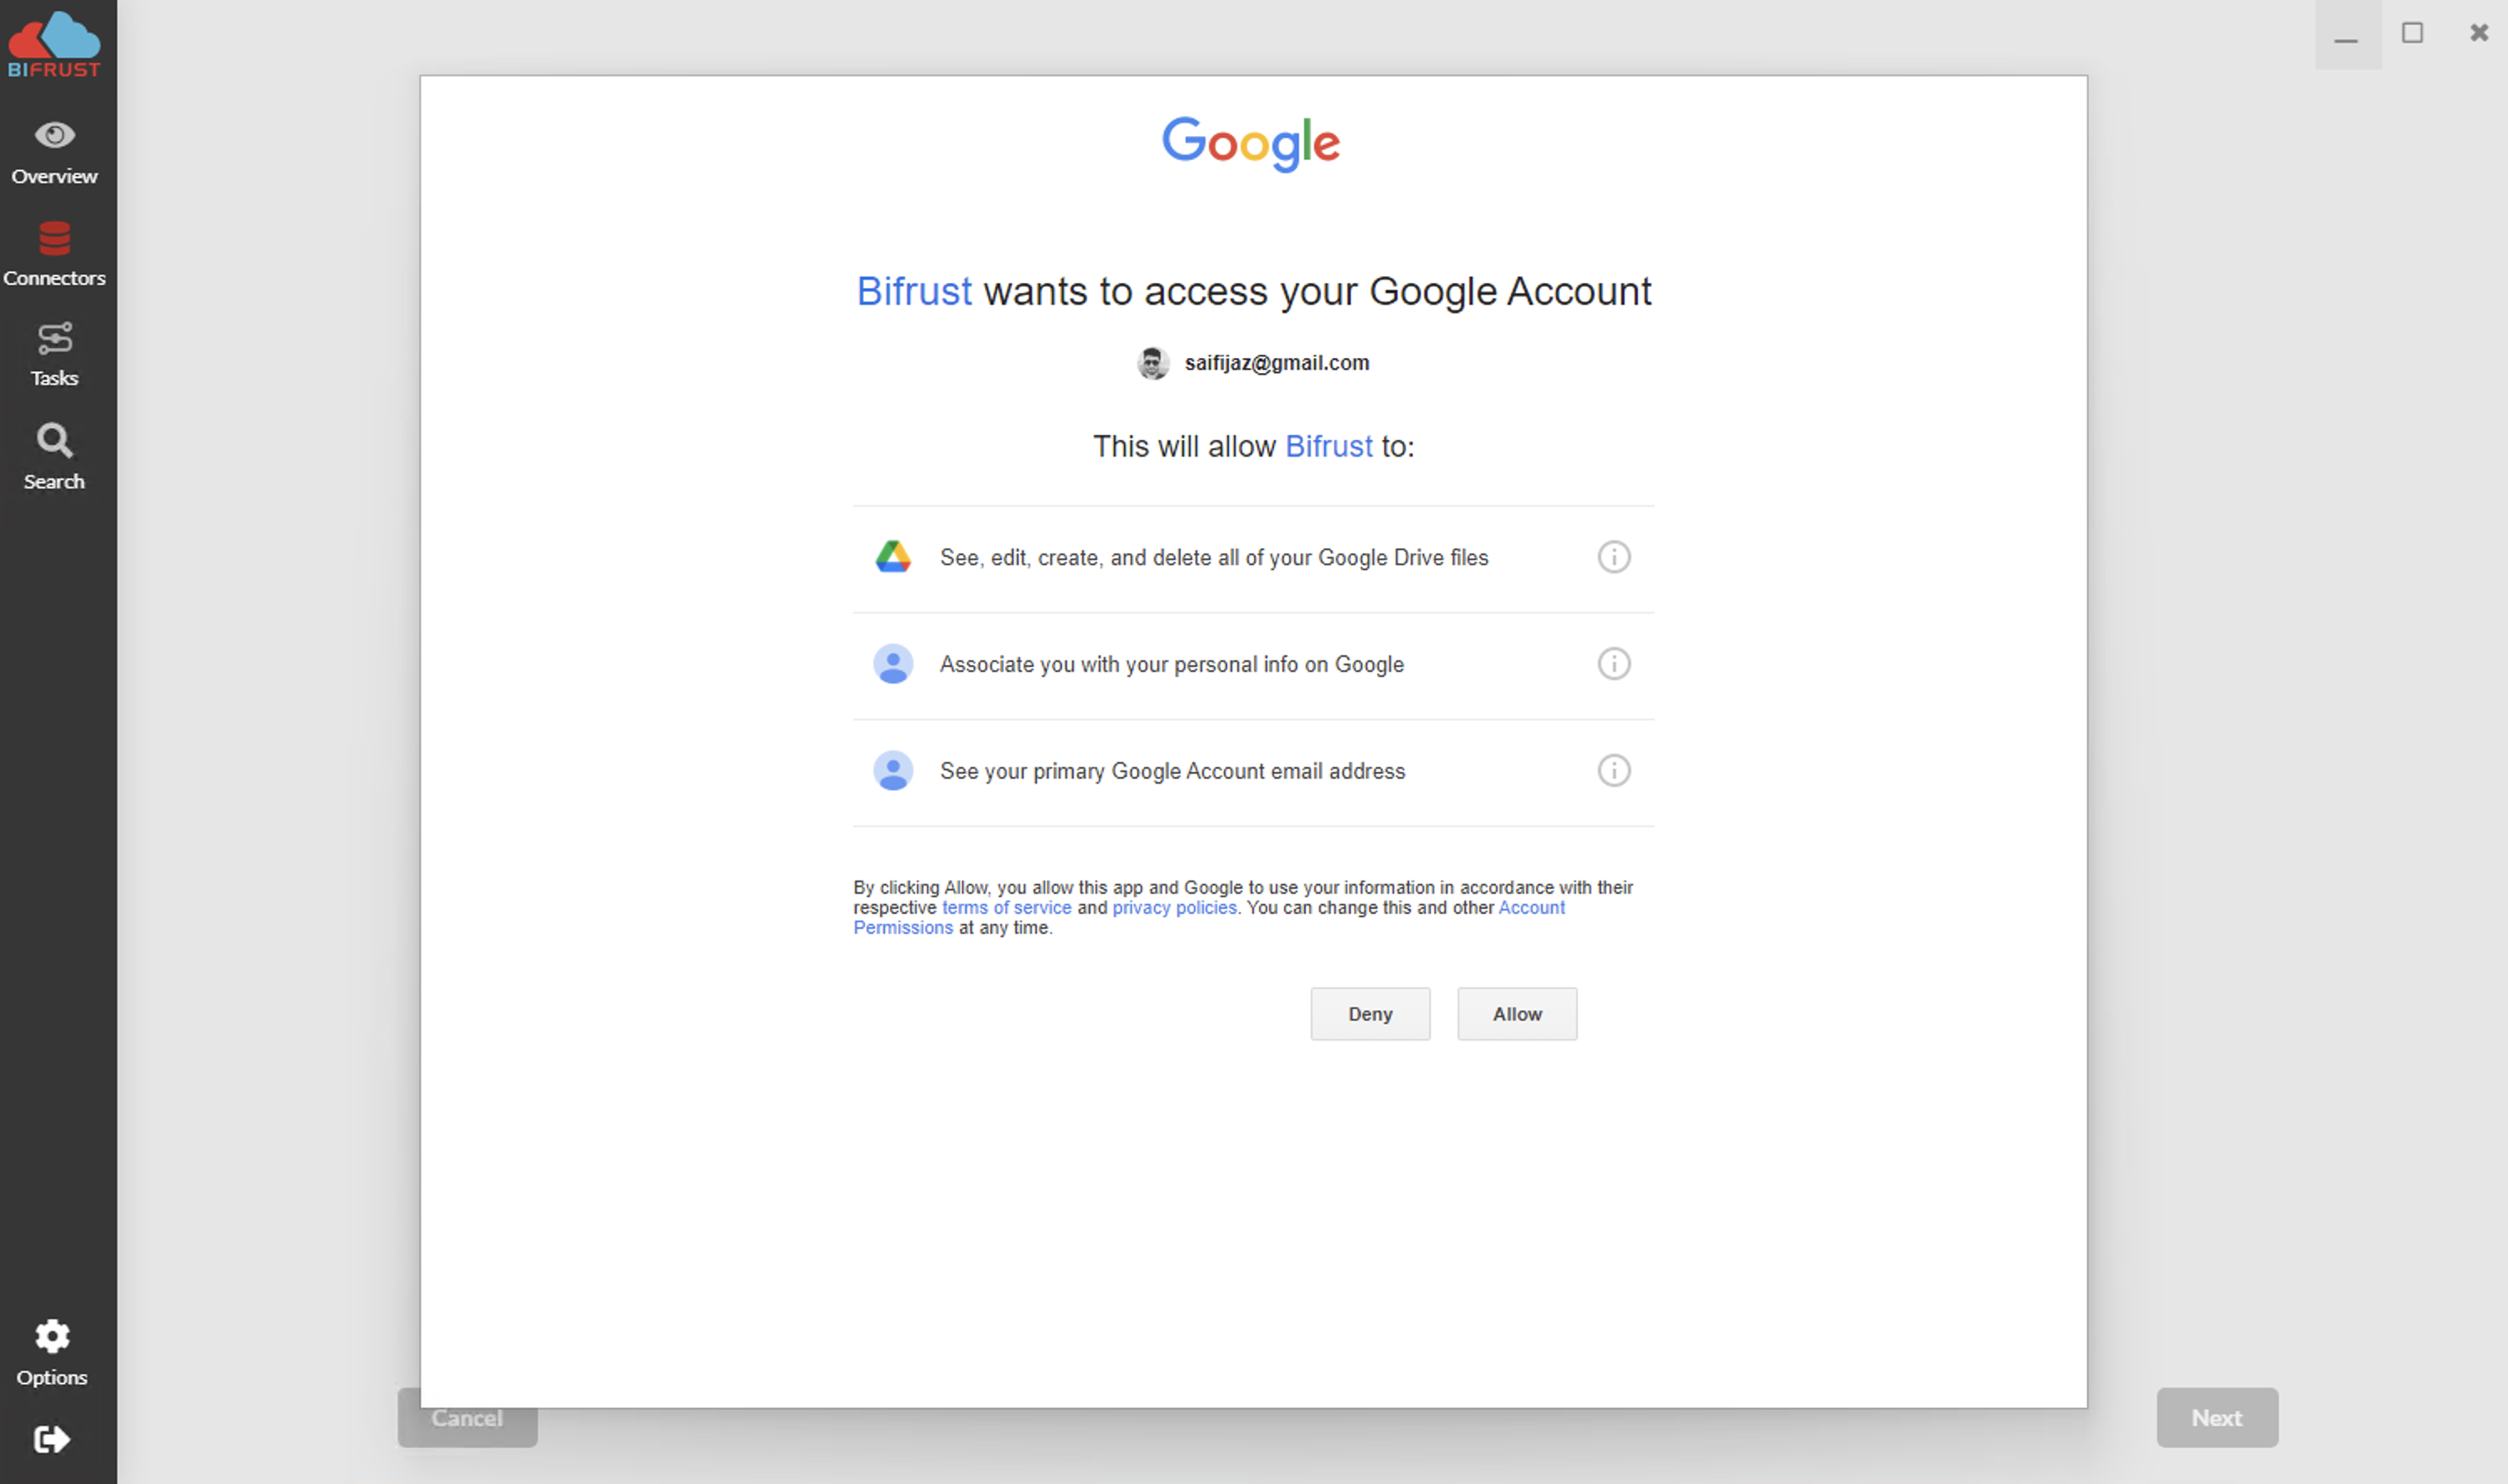 BIFRUST
Overview
Connectors
Tasks
Search
Options
Google
Bifrust wants to access your Google Account
saifijaz@gmail.com
This will allow Bifrust to:
See, edit, create, and delete all of your Google Drive files
Associate you with your personal info on Google
See your primary Google Account email address
By clicking Allow, you allow this app and Google to use your information in accordance with their
respective terms of service and privacy policies. You can change this and other Account
Permissions at any time.
Deny
Allow
Cancel
Next